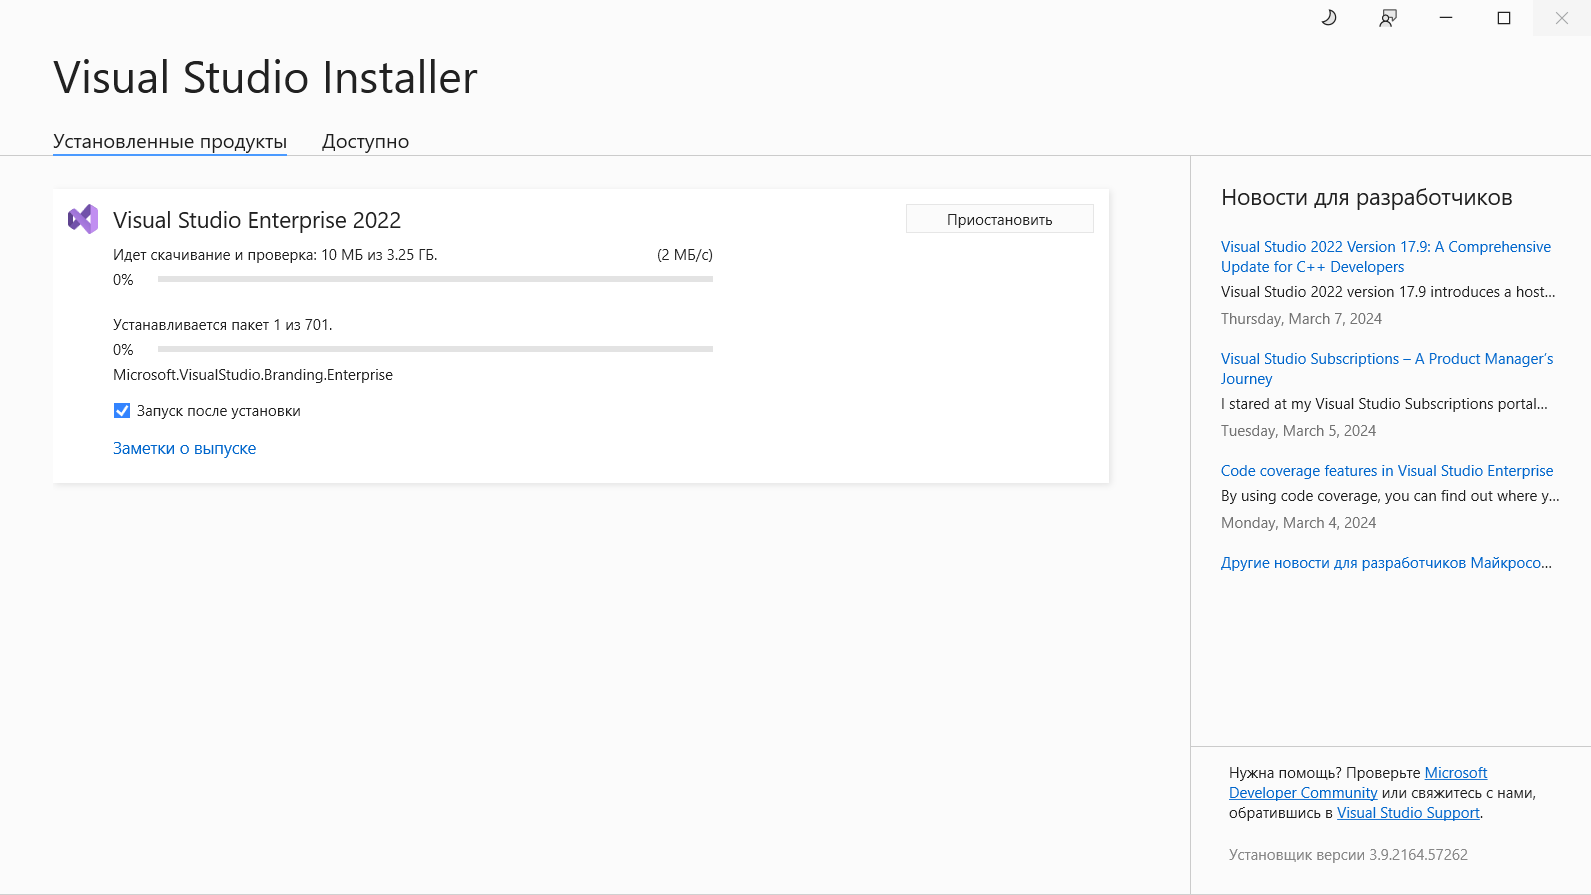 Visual Studio Installer
Установленные продукты
Доступно
Visual Studio Enterprise 2022
Приостановить
Идет скачивание и проверка: 10 МБ из 3.25 ГБ.
(2 МБ/с)
0%
Устанавливается пакет 1 из 701.
0%
Microsoft.VisualStudio.Branding.Enterprise
Запуск после установки
Заметки о выпуске
Новости для разработчиков
Visual Studio 2022 Version 17.9: A Comprehensive
Update for C++ Developers
Visual Studio 2022 version 17.9 introduces a host...
Thursday, March 7, 2024
Visual Studio Subscriptions – A Product Manager’s
Journey
I stared at my Visual Studio Subscriptions portal...
Tuesday, March 5, 2024
Code coverage features in Visual Studio Enterprise
By using code coverage, you can find out where y...
Monday, March 4, 2024
Другие новости для разработчиков Майкросо...
Нужна помощь? Проверьте Microsoft
Developer Community или свяжитесь с нами,
обратившись в Visual Studio Support.
Установщик версии 3.9.2164.57262